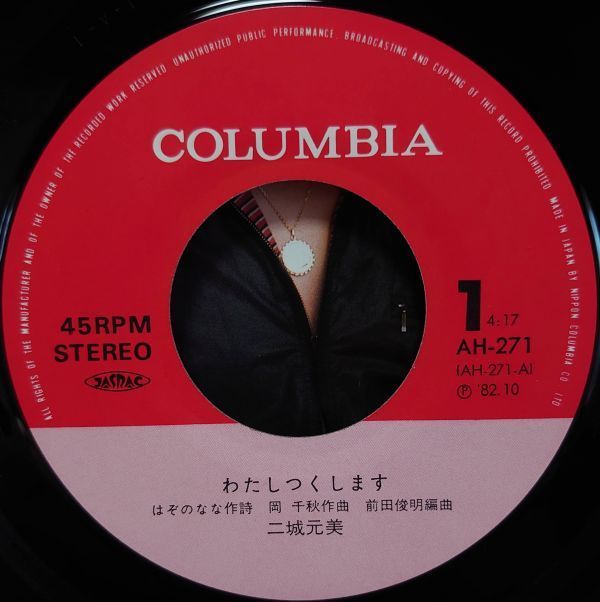 ALL RIGHTS OF THE MANUFACTURER AND OF THE OWNER OF THE RECORDED WORK RESERVED. UNAUTHORIZED PUBLIC PERFORMANCE. BROADCASTING AND COPYING OF THIS RECORD PROHIBITED MADE IN JAPAN BY NIPPON COLUMBIA CO. LTD
COLUMBIA
45RPM
STEREO
JASRAC
1 4:17
AH-271
(AH-271-A)
Ⓟ '82.10
わたしつくします
はぞのなな作詩 岡 千秋作曲 前田俊明編曲
二城元美